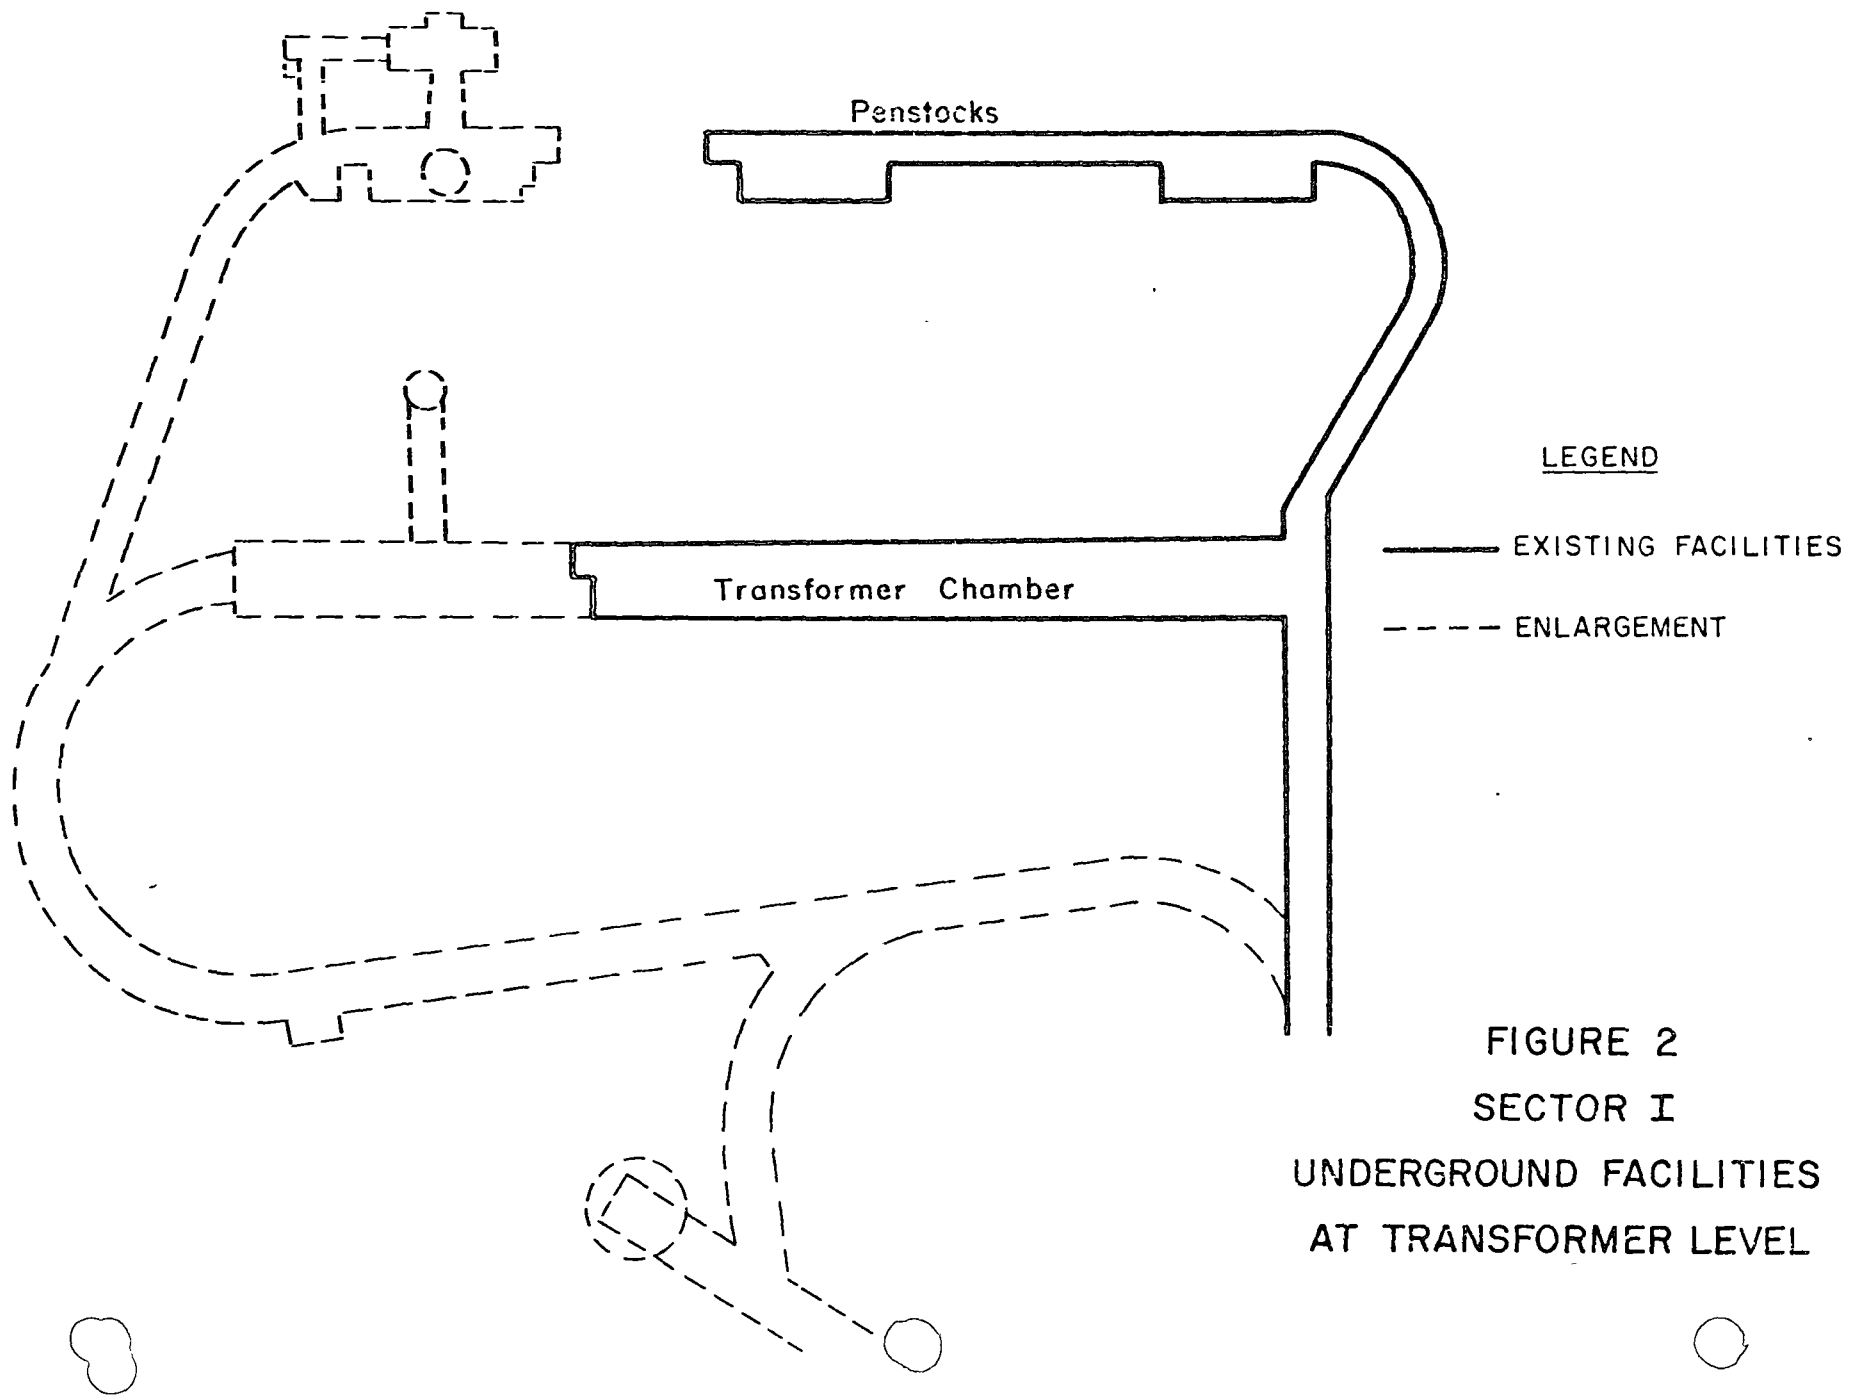 Penstocks
LEGEND
EXISTING FACILITIES
Transformer Chamber
ENLARGEMENT
FIGURE 2
SECTOR I
UNDERGROUND FACILITIES
AT TRANSFORMER LEVEL